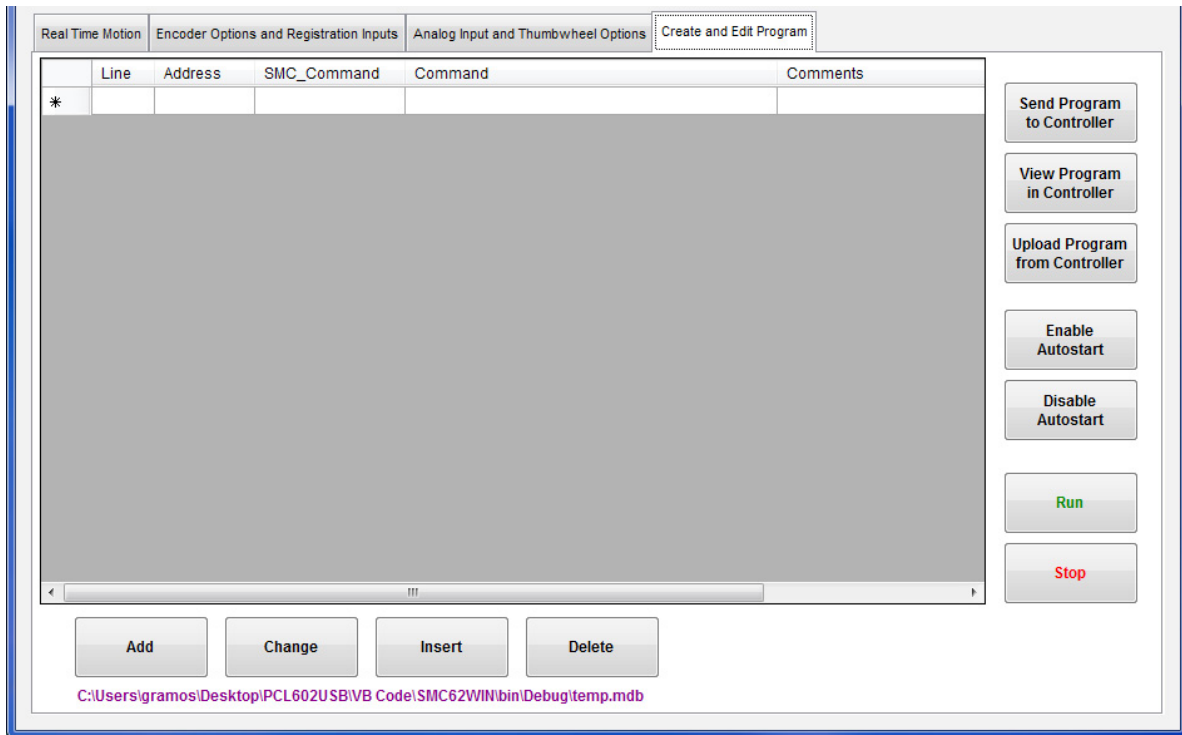 Real Time Motion Encoder Options and Registration Inputs Analog Input and Thumbwheel Options Create and Edit Program
Line Address SMC_Command Command Comments
*
Send Program
to Controller
View Program
in Controller
Upload Program
from Controller
Enable
Autostart
Disable
Autostart
Run
Stop
Add Change Insert Delete
C:\Users\gramos\Desktop\PCL602USB\VB Code\SMC62WIN\bin\Debug\temp.mdb